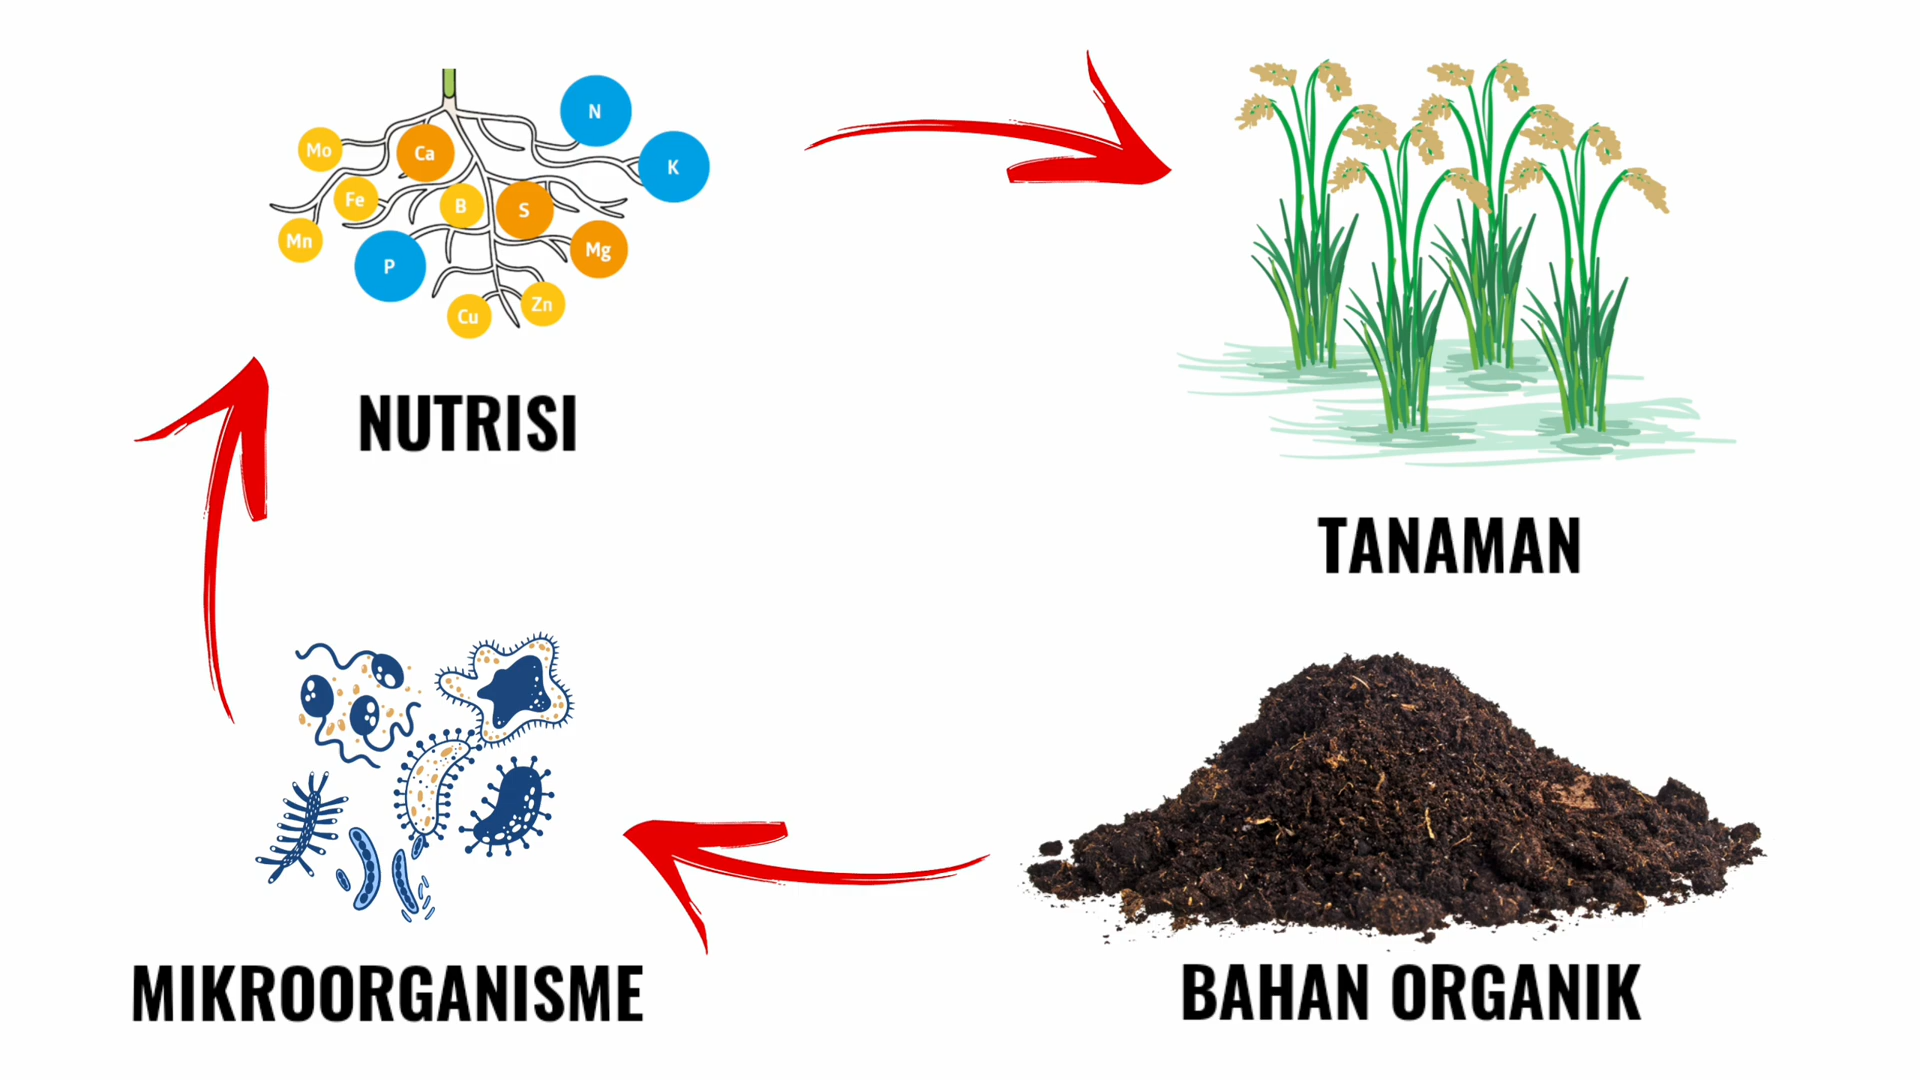 N
K
Mo
Ca
Fe
B
S
Mn
Mg
P
Zn
Cu
NUTRISI
TANAMAN
MIKROORGANISME
BAHAN ORGANIK